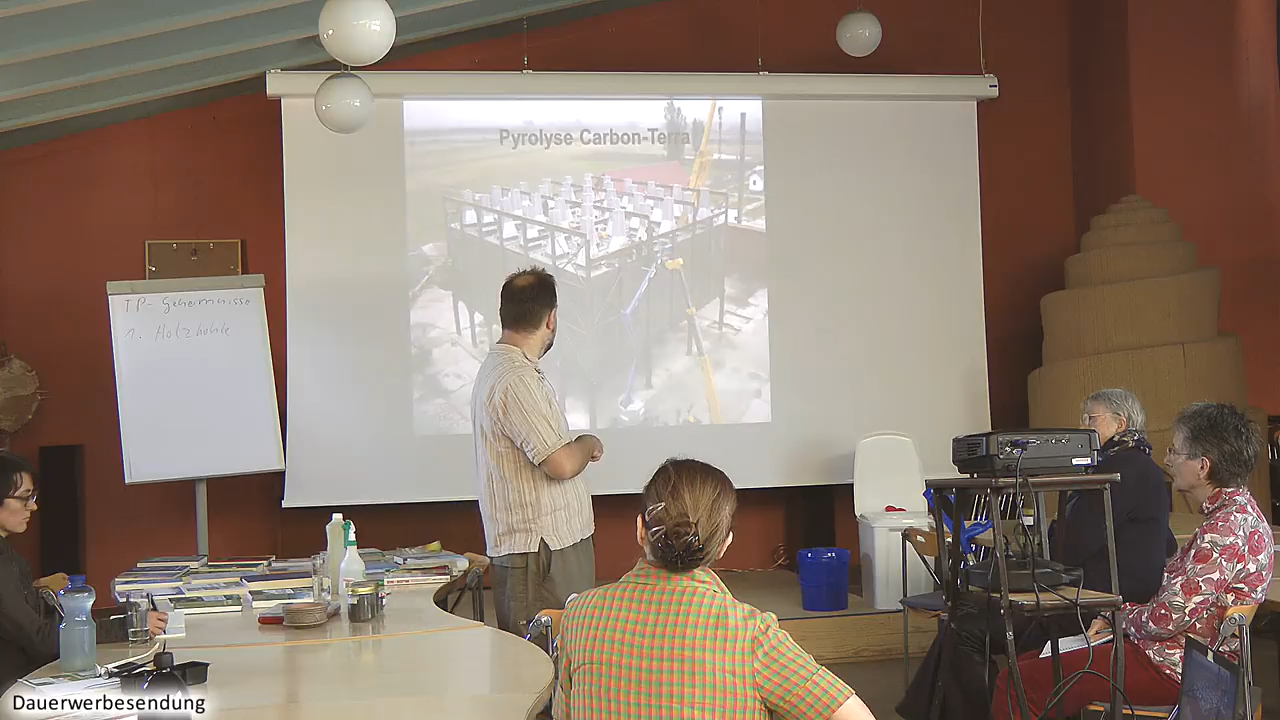 Pyrolyse Carbon-Terra
TP- Geheimnisse
1. Holzkohle
Dauerwerbesendung